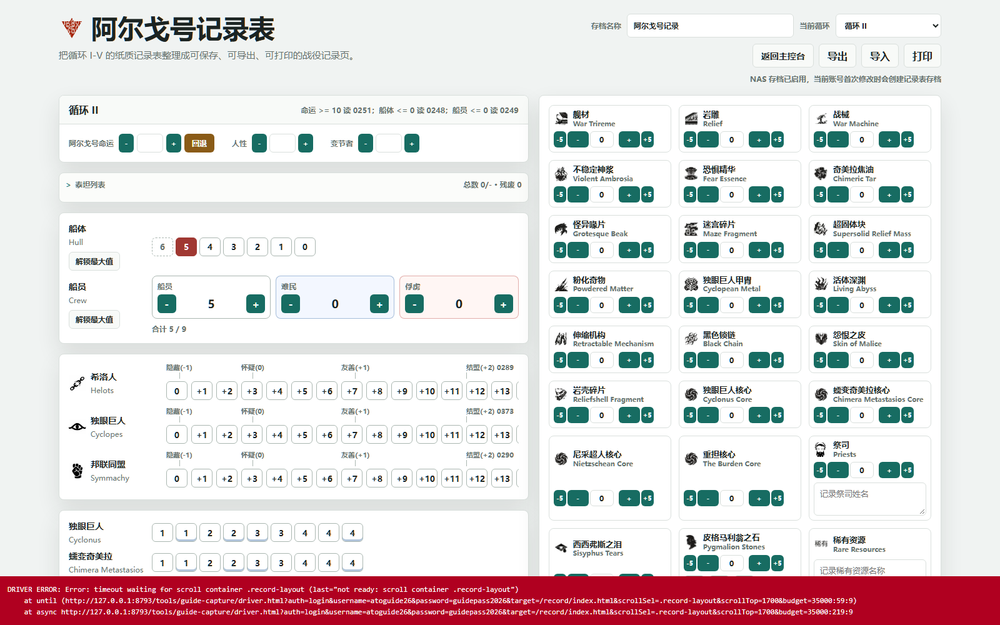 阿尔戈号记录表
把循环 I-V 的纸质记录表整理成可保存、可导出、可打印的战役记录页。
存档名称 阿尔戈号记录 当前循环 循环 II
返回主控台 导出 导入 打印
NAS 存档已启用，当前账号首次修改时会创建记录表存档
循环 II 命运 >= 10 读 0251；船体 <= 0 读 0248；船员 <= 0 读 0249
阿尔戈号命运 - + 回退 人性 - + 变节者 - +
> 泰坦列表 总数 0/- • 残废 0
船体
Hull
解锁最大值
6 5 4 3 2 1 0
船员
Crew
解锁最大值
船员 难民 俘虏
- 5 + - 0 + - 0 +
合计 5 / 9
隐蔽(-1) 怀疑(0) 友善(+1) 结盟(+2) 0289
希洛人
Helots
0 +1 +2 +3 +4 +5 +6 +7 +8 +9 +10 +11 +12 +13
隐蔽(-1) 怀疑(0) 友善(+1) 结盟(+2) 0373
独眼巨人
Cyclopes
0 +1 +2 +3 +4 +5 +6 +7 +8 +9 +10 +11 +12 +13
隐蔽(-1) 怀疑(0) 友善(+1) 结盟(+2) 0290
邦联同盟
Symmachy
0 +1 +2 +3 +4 +5 +6 +7 +8 +9 +10 +11 +12 +13
独眼巨人
Cyclonus
1 1 2 2 3 3 4 4 4
蠕变奇美拉
Chimera Metastasios
1 1 2 2 3 3 4 4 4
舰材 岩雕 战械
War Trireme Relief War Machine
-5 - 0 + +5 -5 - 0 + +5 -5 - 0 + +5
不稳定神浆 恐惧精华 奇美拉焦油
Violent Ambrosia Fear Essence Chimeric Tar
-5 - 0 + +5 -5 - 0 + +5 -5 - 0 + +5
怪异喙片 迷宫碎片 超固体块
Grotesque Beak Maze Fragment Supersolid Relief Mass
-5 - 0 + +5 -5 - 0 + +5 -5 - 0 + +5
粉化奇物 独眼巨人甲胄 活体深渊
Powdered Matter Cyclopean Metal Living Abyss
-5 - 0 + +5 -5 - 0 + +5 -5 - 0 + +5
伸缩机构 黑色锁链 怨恨之皮
Retractable Mechanism Black Chain Skin of Malice
-5 - 0 + +5 -5 - 0 + +5 -5 - 0 + +5
岩壳碎片 独眼巨人核心 蠕变奇美拉核心
Reliefshell Fragment Cyclonus Core Chimera Metastasios Core
-5 - 0 + +5 -5 - 0 + +5 -5 - 0 + +5
尼采超人核心 重担核心 祭司
Nietzschean Core The Burden Core Priests
-5 - 0 + +5 -5 - 0 + +5 -5 - 0 + +5
记录祭司姓名
西西弗斯之泪 皮格马利翁之石 稀有 稀有资源
Sisyphus Tears Pygmalion Stones Rare Resources
-5 - 0 + +5
记录稀有资源名称
DRIVER ERROR: Error: timeout waiting for scroll container .record-layout (last="not ready: scroll container .record-layout")
at until (http://127.0.0.1:8793/tools/guide-capture/driver.html?auth=login&username=atoguide26&password=guidepass2026&target=/record/index.html&scrollSel=.record-layout&scrollTop=1700&budget=35000:59:9)
at async http://127.0.0.1:8793/tools/guide-capture/driver.html?auth=login&username=atoguide26&password=guidepass2026&target=/record/index.html&scrollSel=.record-layout&scrollTop=1700&budget=35000:219:9